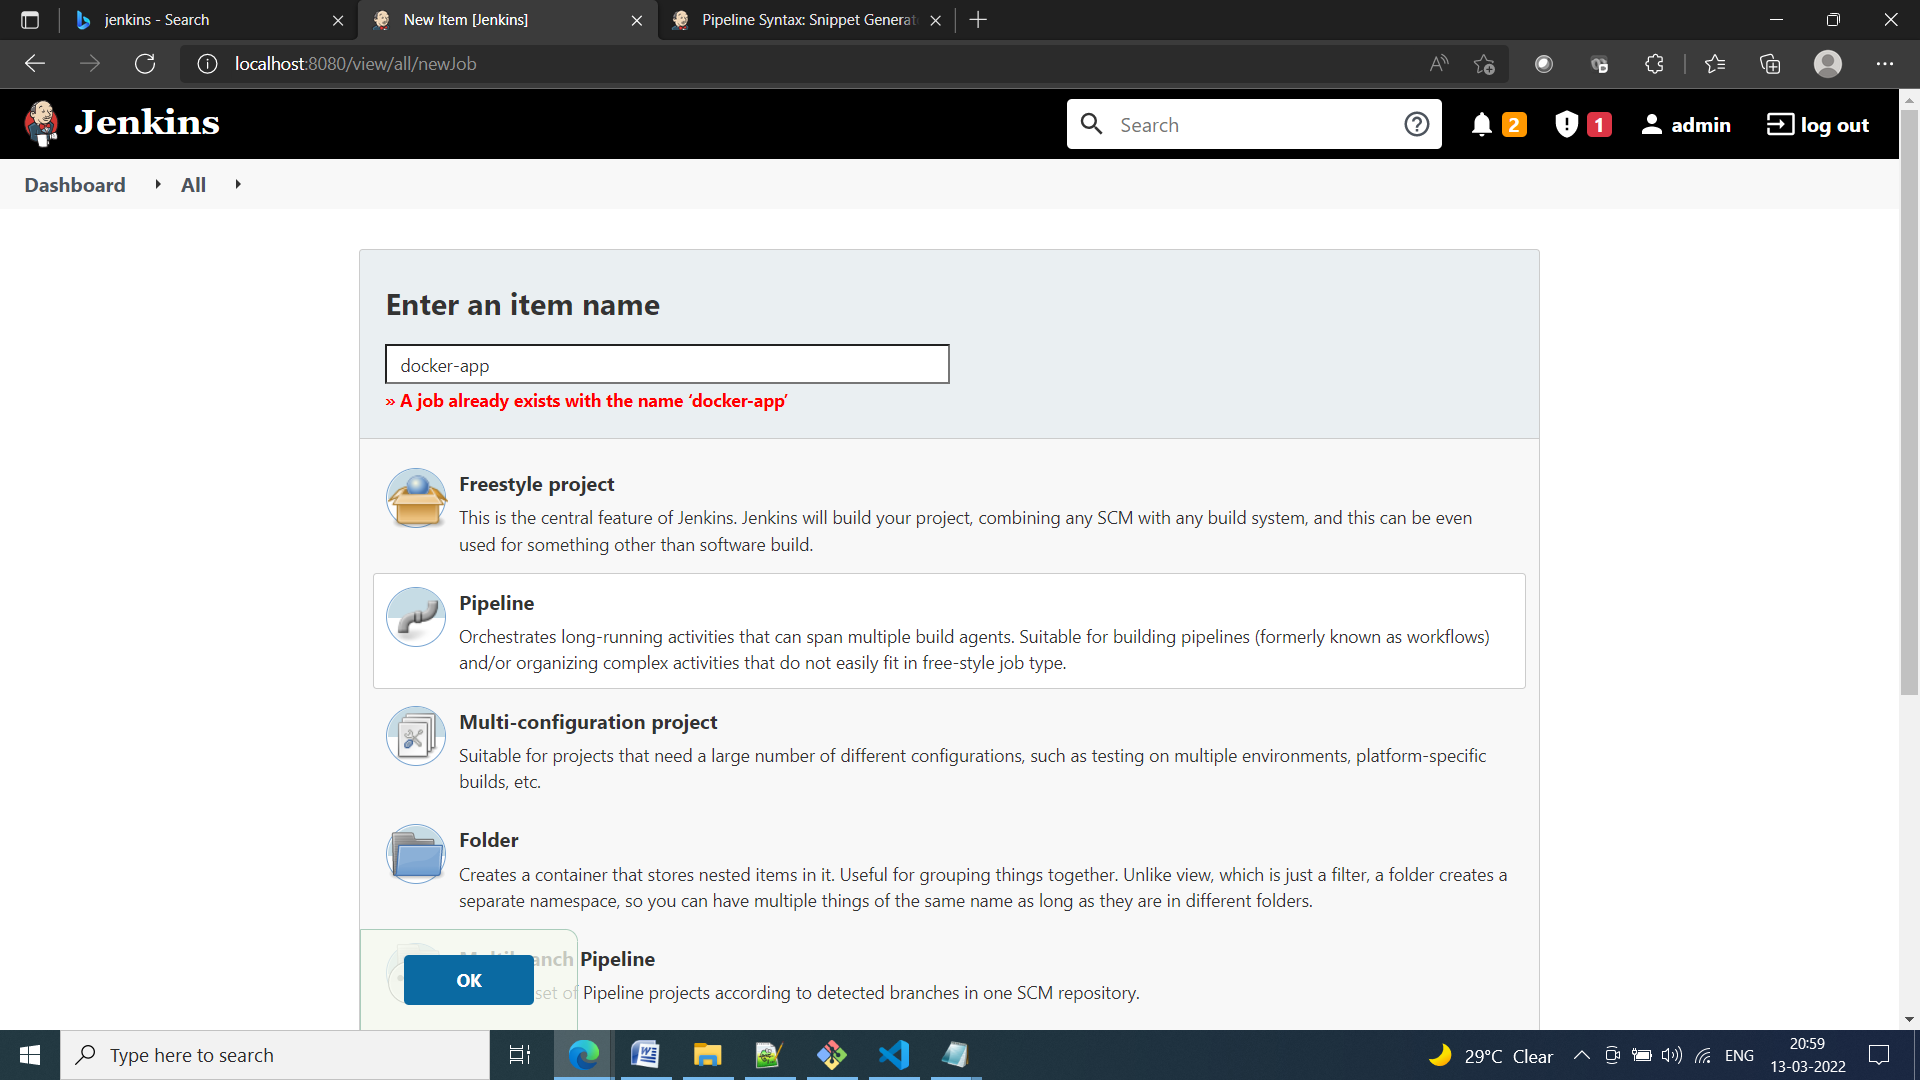 jenkins - Search
New Item [Jenkins]
Pipeline Syntax: Snippet Generat
localhost:8080/view/all/newJob
Jenkins
Search
2
1
admin
log out
Dashboard
All
Enter an item name
docker-app
» A job already exists with the name ‘docker-app’
Freestyle project
This is the central feature of Jenkins. Jenkins will build your project, combining any SCM with any build system, and this can be even
used for something other than software build.
Pipeline
Orchestrates long-running activities that can span multiple build agents. Suitable for building pipelines (formerly known as workflows)
and/or organizing complex activities that do not easily fit in free-style job type.
Multi-configuration project
Suitable for projects that need a large number of different configurations, such as testing on multiple environments, platform-specific
builds, etc.
Folder
Creates a container that stores nested items in it. Useful for grouping things together. Unlike view, which is just a filter, a folder creates a
separate namespace, so you can have multiple things of the same name as long as they are in different folders.
Multibranch Pipeline
OK
set of Pipeline projects according to detected branches in one SCM repository.
Type here to search
29°C Clear
ENG
20:59
13-03-2022